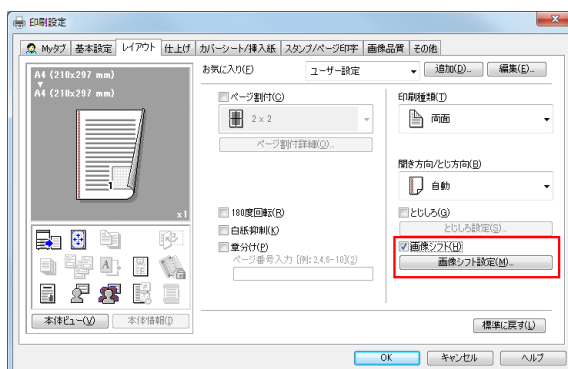 印刷設定
Myタブ 基本設定 レイアウト 仕上げ カバーシート/挿入紙 スタンプ/ページ印字 画像品質 その他
A4 (210x297 mm)
A4 (210x297 mm)
1
x1
本体ビュー(V) 本体情報(I)
お気に入り(F) ユーザー設定 追加(D)... 編集(E)...
ページ割付(C)
2 x 2
ページ割付詳細(O)...
180度回転(R)
白紙抑制(K)
章分け(P)
ページ番号入力 [例: 2,4,6-10](2)
印刷種類(T)
両面
開き方向/とじ方向(B)
自動
とじしろ(G)
とじしろ設定(S)...
画像シフト(H)
画像シフト設定(M)...
標準に戻す(L)
OK キャンセル ヘルプ